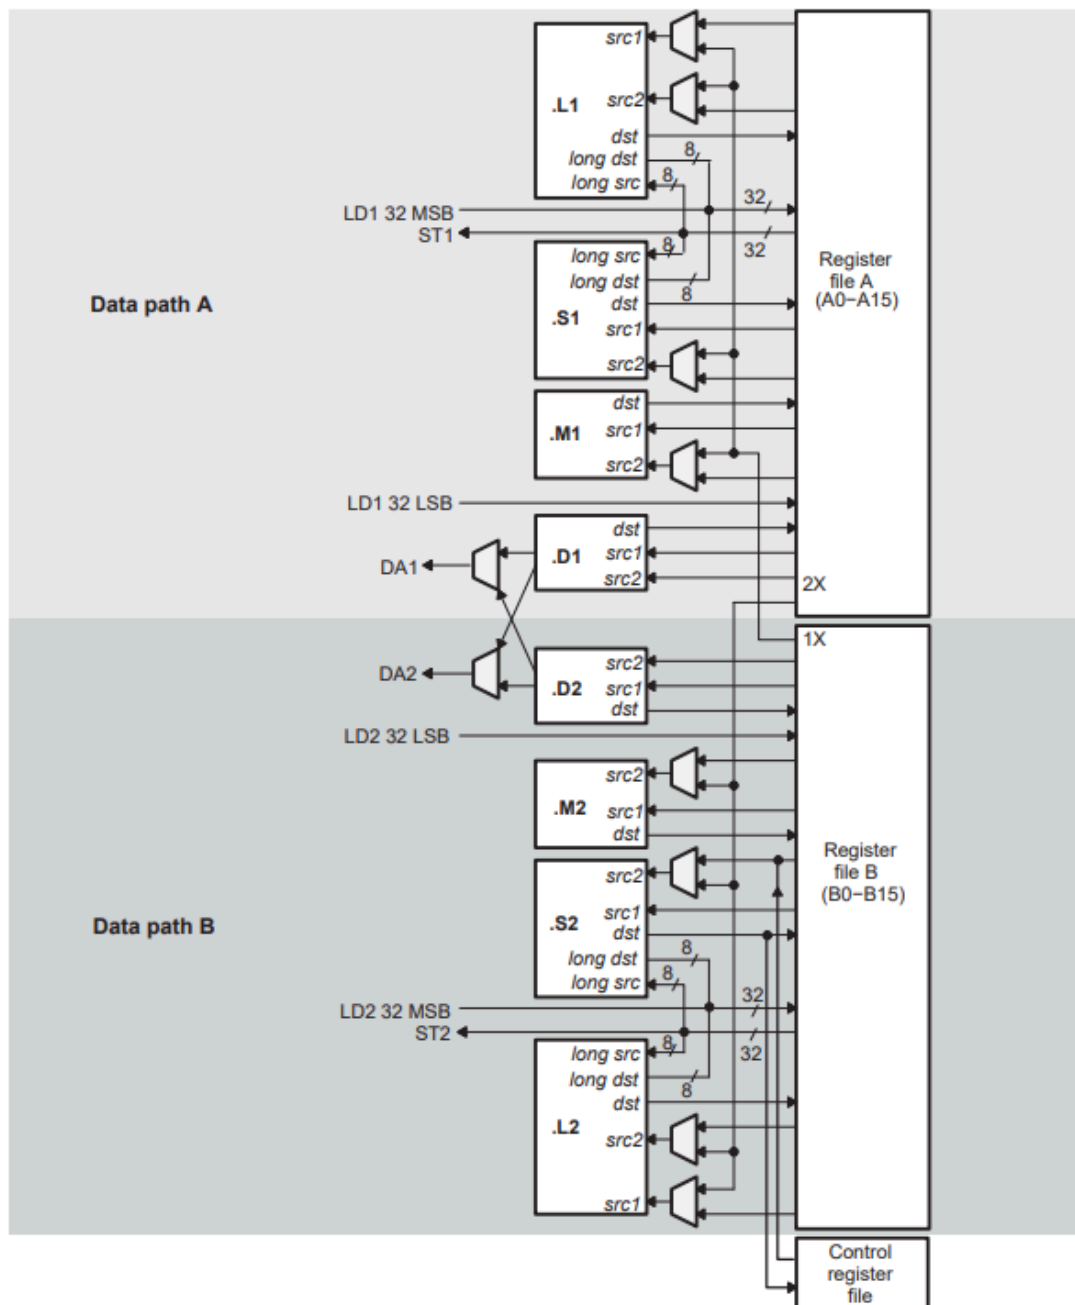 src1
.L1
src2
dst
long dst
8
long src
8
LD1 32 MSB
32
ST1
32
8
long src
long dst
8
dst
.S1
src1
src2
Data path A
Register
file A
(A0−A15)
dst
.M1
src1
src2
LD1 32 LSB
dst
.D1
src1
src2
DA1
2X
1X
DA2
src2
.D2
src1
dst
LD2 32 LSB
src2
.M2
src1
dst
Register
file B
(B0−B15)
src2
src1
.S2
dst
8
long dst
8
long src
Data path B
LD2 32 MSB
32
ST2
32
8
long src
long dst
8
dst
.L2
src2
src1
Control
register
file